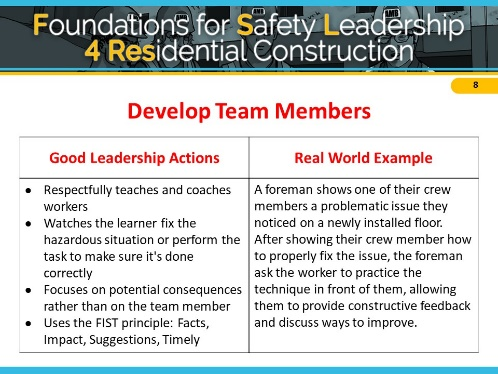 Foundations for Safety Leadership
4 Residential Construction
8
Develop Team Members
Good Leadership Actions
Real World Example
● Respectfully teaches and coaches
workers
● Watches the learner fix the
hazardous situation or perform the
task to make sure it's done
correctly
● Focuses on potential consequences
rather than on the team member
● Uses the FIST principle: Facts,
Impact, Suggestions, Timely
A foreman shows one of their crew
members a problematic issue they
noticed on a newly installed floor.
After showing their crew member how
to properly fix the issue, the foreman
ask the worker to practice the
technique in front of them, allowing
them to provide constructive feedback
and discuss ways to improve.